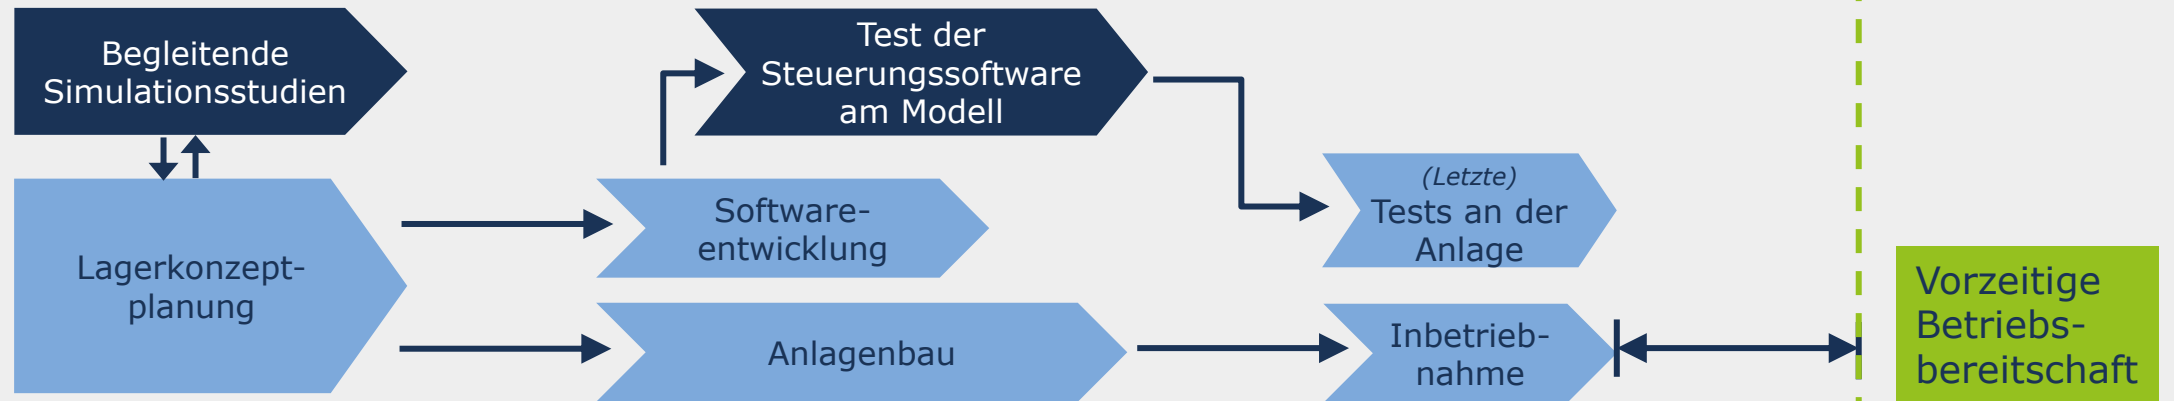 Begleitende
Simulationsstudien
Test der
Steuerungssoftware
am Modell
Lagerkonzept-
planung
Software-
entwicklung
(Letzte)
Tests an der
Anlage
Anlagenbau
Inbetrieb-
nahme
Vorzeitige
Betriebs-
bereitschaft